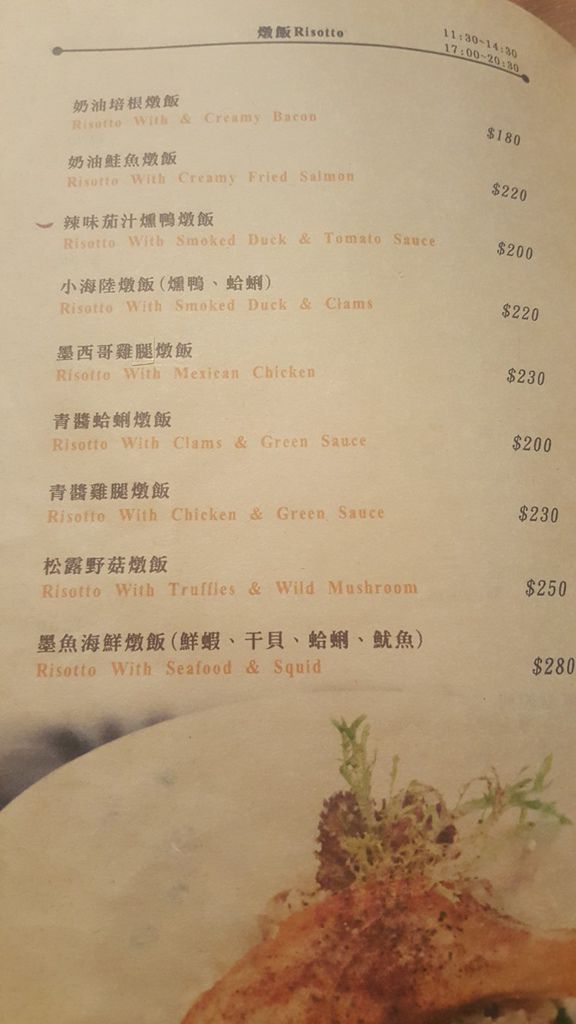 燉飯Risotto
11:30~14:30
17:00~20:30
奶油培根燉飯
Risotto With & Creamy Bacon
$180
奶油鮭魚燉飯
Risotto With Creamy Fried Salmon
$220
辣味茄汁燻鴨燉飯
Risotto With Smoked Duck & Tomato Sauce
$200
小海陸燉飯(燻鴨、蛤蜊)
Risotto With Smoked Duck & Clams
$220
墨西哥雞腿燉飯
Risotto With Mexican Chicken
$230
青醬蛤蜊燉飯
Risotto With Clams & Green Sauce
$200
青醬雞腿燉飯
Risotto With Chicken & Green Sauce
$230
松露野菇燉飯
Risotto With Truffles & Wild Mushroom
$250
墨魚海鮮燉飯(鮮蝦、干貝、蛤蜊、魷魚)
Risotto With Seafood & Squid
$280